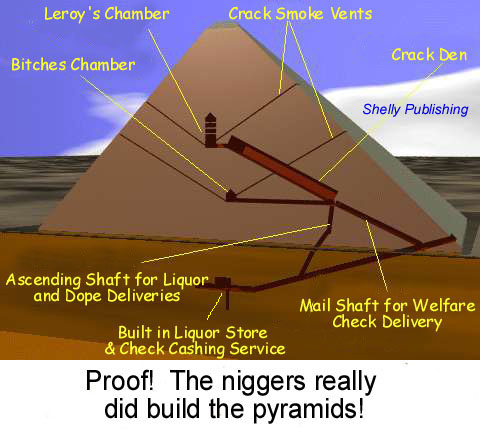 Leroy's Chamber
Crack Smoke Vents
Bitches Chamber
Crack Den
Shelly Publishing
Ascending Shaft for Liquor
and Dope Deliveries
Mail Shaft for Welfare
Check Delivery
Built in Liquor Store
& Check Cashing Service
Proof! The niggers really
did build the pyramids!